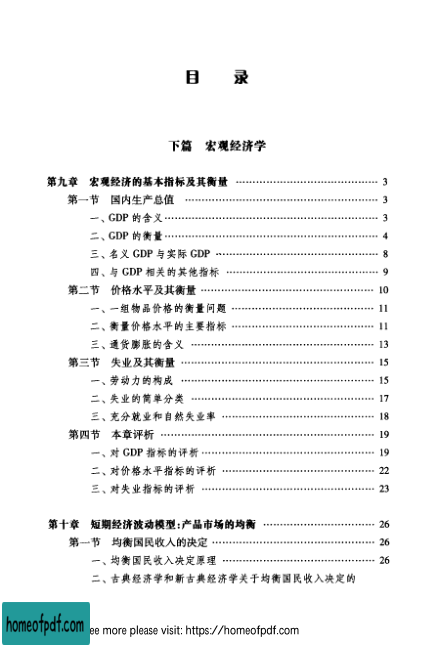 目 录
下篇 宏观经济学
第九章 宏观经济的基本指标及其衡量 …………………………………… 3
第一节 国内生产总值 ………………………………………………… 3
一、GDP 的含义……………………………………………………… 3
二、GDP 的衡量……………………………………………………… 4
三、名义 GDP 与实际 GDP ………………………………………… 8
四、与 GDP 相关的其他指标 ……………………………………… 9
第二节 价格水平及其衡量 …………………………………………… 10
一、一组物品价格的衡量问题 ……………………………………… 11
二、衡量价格水平的主要指标 ……………………………………… 11
三、通货膨胀的含义 ………………………………………………… 13
第三节 失业及其衡量 ………………………………………………… 15
一、劳动力的构成 …………………………………………………… 15
二、失业的简单分类 ………………………………………………… 17
三、充分就业和自然失业率 ………………………………………… 18
第四节 本章评析 ……………………………………………………… 19
一、对 GDP 指标的评析……………………………………………… 19
二、对价格水平指标的评析 ………………………………………… 22
三、对失业指标的评析 ……………………………………………… 23
第十章 短期经济波动模型:产品市场的均衡 …………………………… 26
第一节 均衡国民收入的决定 ………………………………………… 26
一、均衡国民收入决定原理 ………………………………………… 26
二、古典经济学和新古典经济学关于均衡国民收入决定的
homeofpdf.com
ee more please visit: https://homeofpdf.com